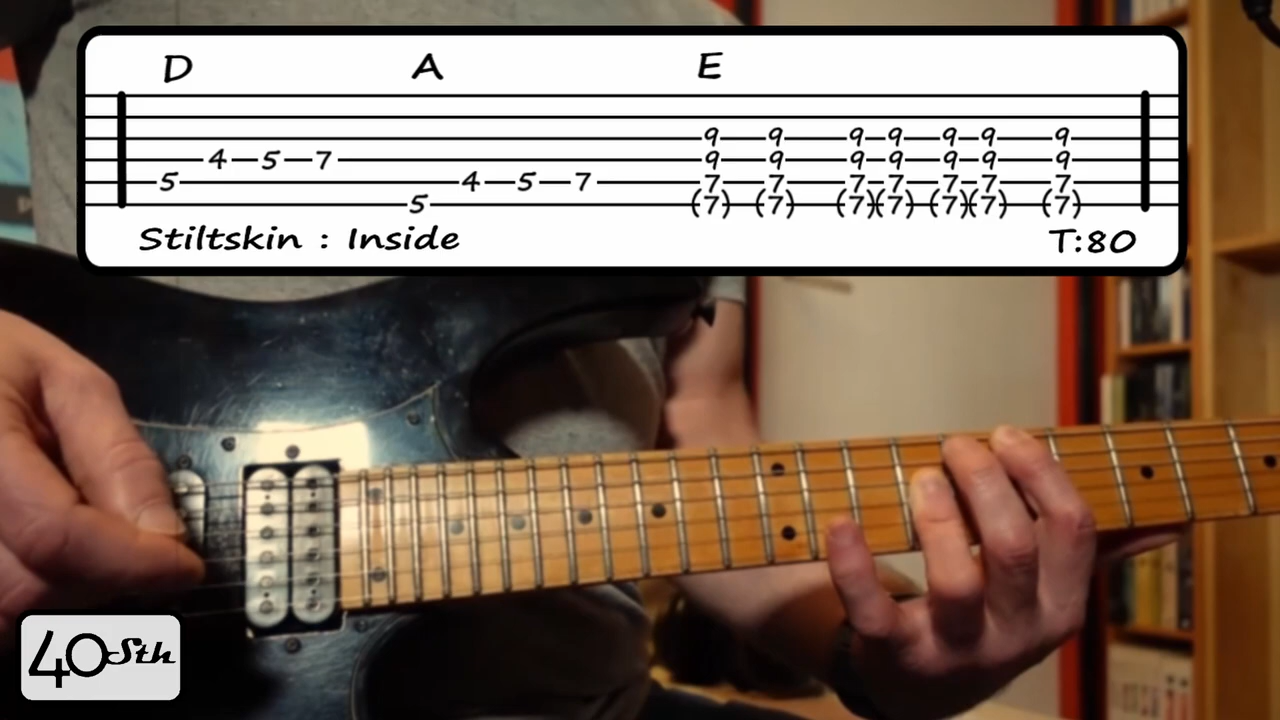 D A E
9 9 9 9 9 9 9
4 5 7 9 9 9 9 9 9 9
5 4 5 7 7 7 7 7 7 7 7
5 (7) (7) (7)(7) (7)(7) (7)
Stiltskin : Inside T:80
40Sth